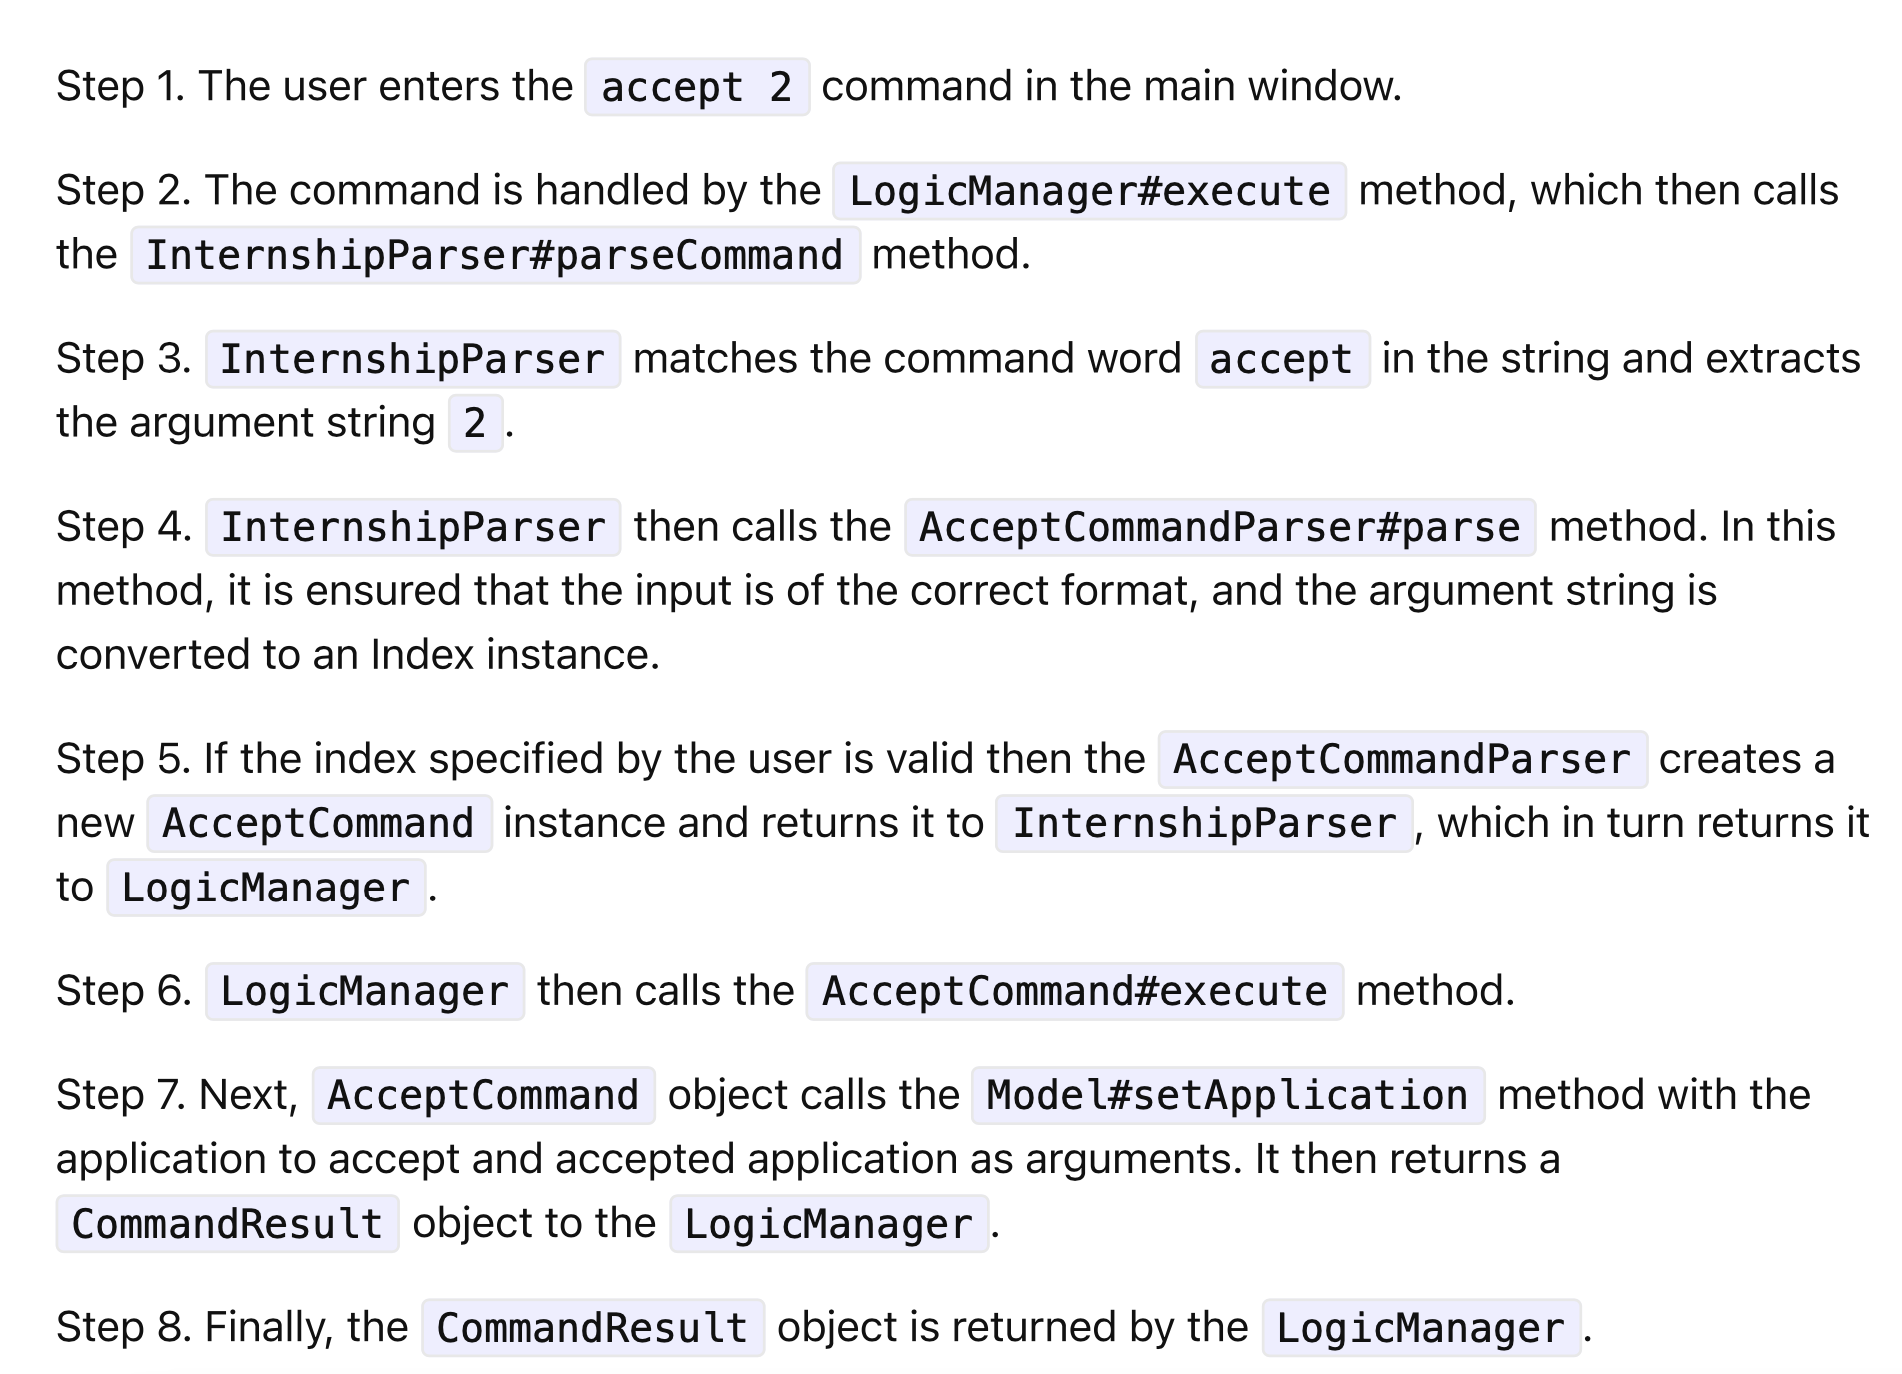 Step 1. The user enters the accept 2 command in the main window.
Step 2. The command is handled by the LogicManager#execute method, which then calls
the InternshipParser#parseCommand method.
Step 3. InternshipParser matches the command word accept in the string and extracts
the argument string 2.
Step 4. InternshipParser then calls the AcceptCommandParser#parse method. In this
method, it is ensured that the input is of the correct format, and the argument string is
converted to an Index instance.
Step 5. If the index specified by the user is valid then the AcceptCommandParser creates a
new AcceptCommand instance and returns it to InternshipParser, which in turn returns it
to LogicManager.
Step 6. LogicManager then calls the AcceptCommand#execute method.
Step 7. Next, AcceptCommand object calls the Model#setApplication method with the
application to accept and accepted application as arguments. It then returns a
CommandResult object to the LogicManager.
Step 8. Finally, the CommandResult object is returned by the LogicManager.